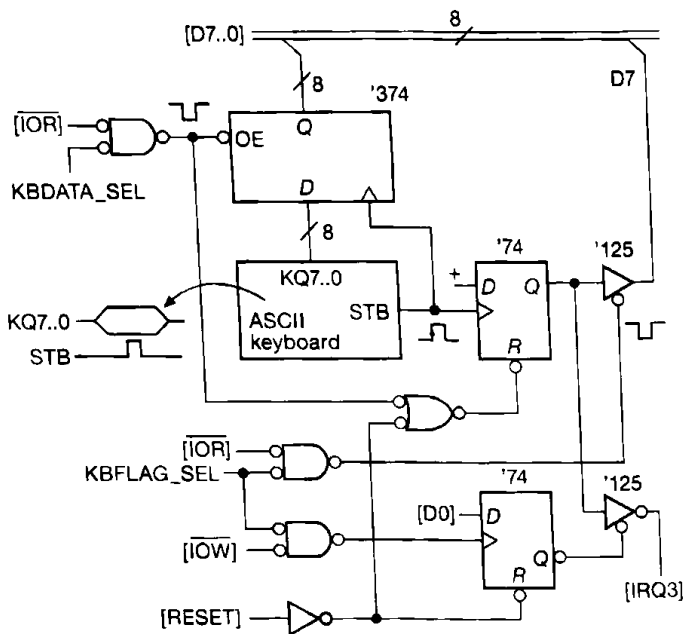 [D7..0]
8
D7
8
'374
[IOR]
OE
Q
D
KBDATA_SEL
8
KQ7..0
STB
ASCII
keyboard
KQ7..0
STB
'74
+
D
Q
R
'125
[IOR]
KBFLAG_SEL
[IOW]
'74
[D0]
D
Q
R
'125
[IRQ3]
[RESET]